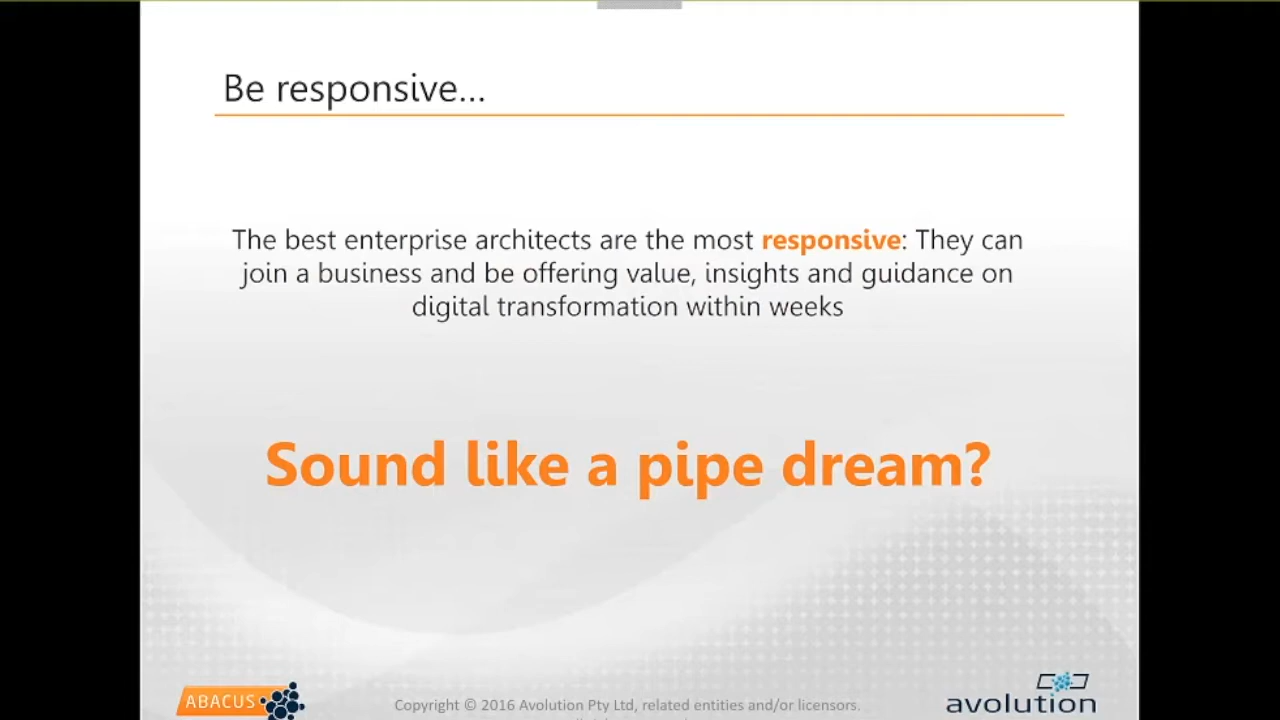 Be responsive...
The best enterprise architects are the most responsive: They can
join a business and be offering value, insights and guidance on
digital transformation within weeks
Sound like a pipe dream?
ABACUS
Copyright © 2016 Avolution Pty Ltd, related entities and/or licensors.
avolution